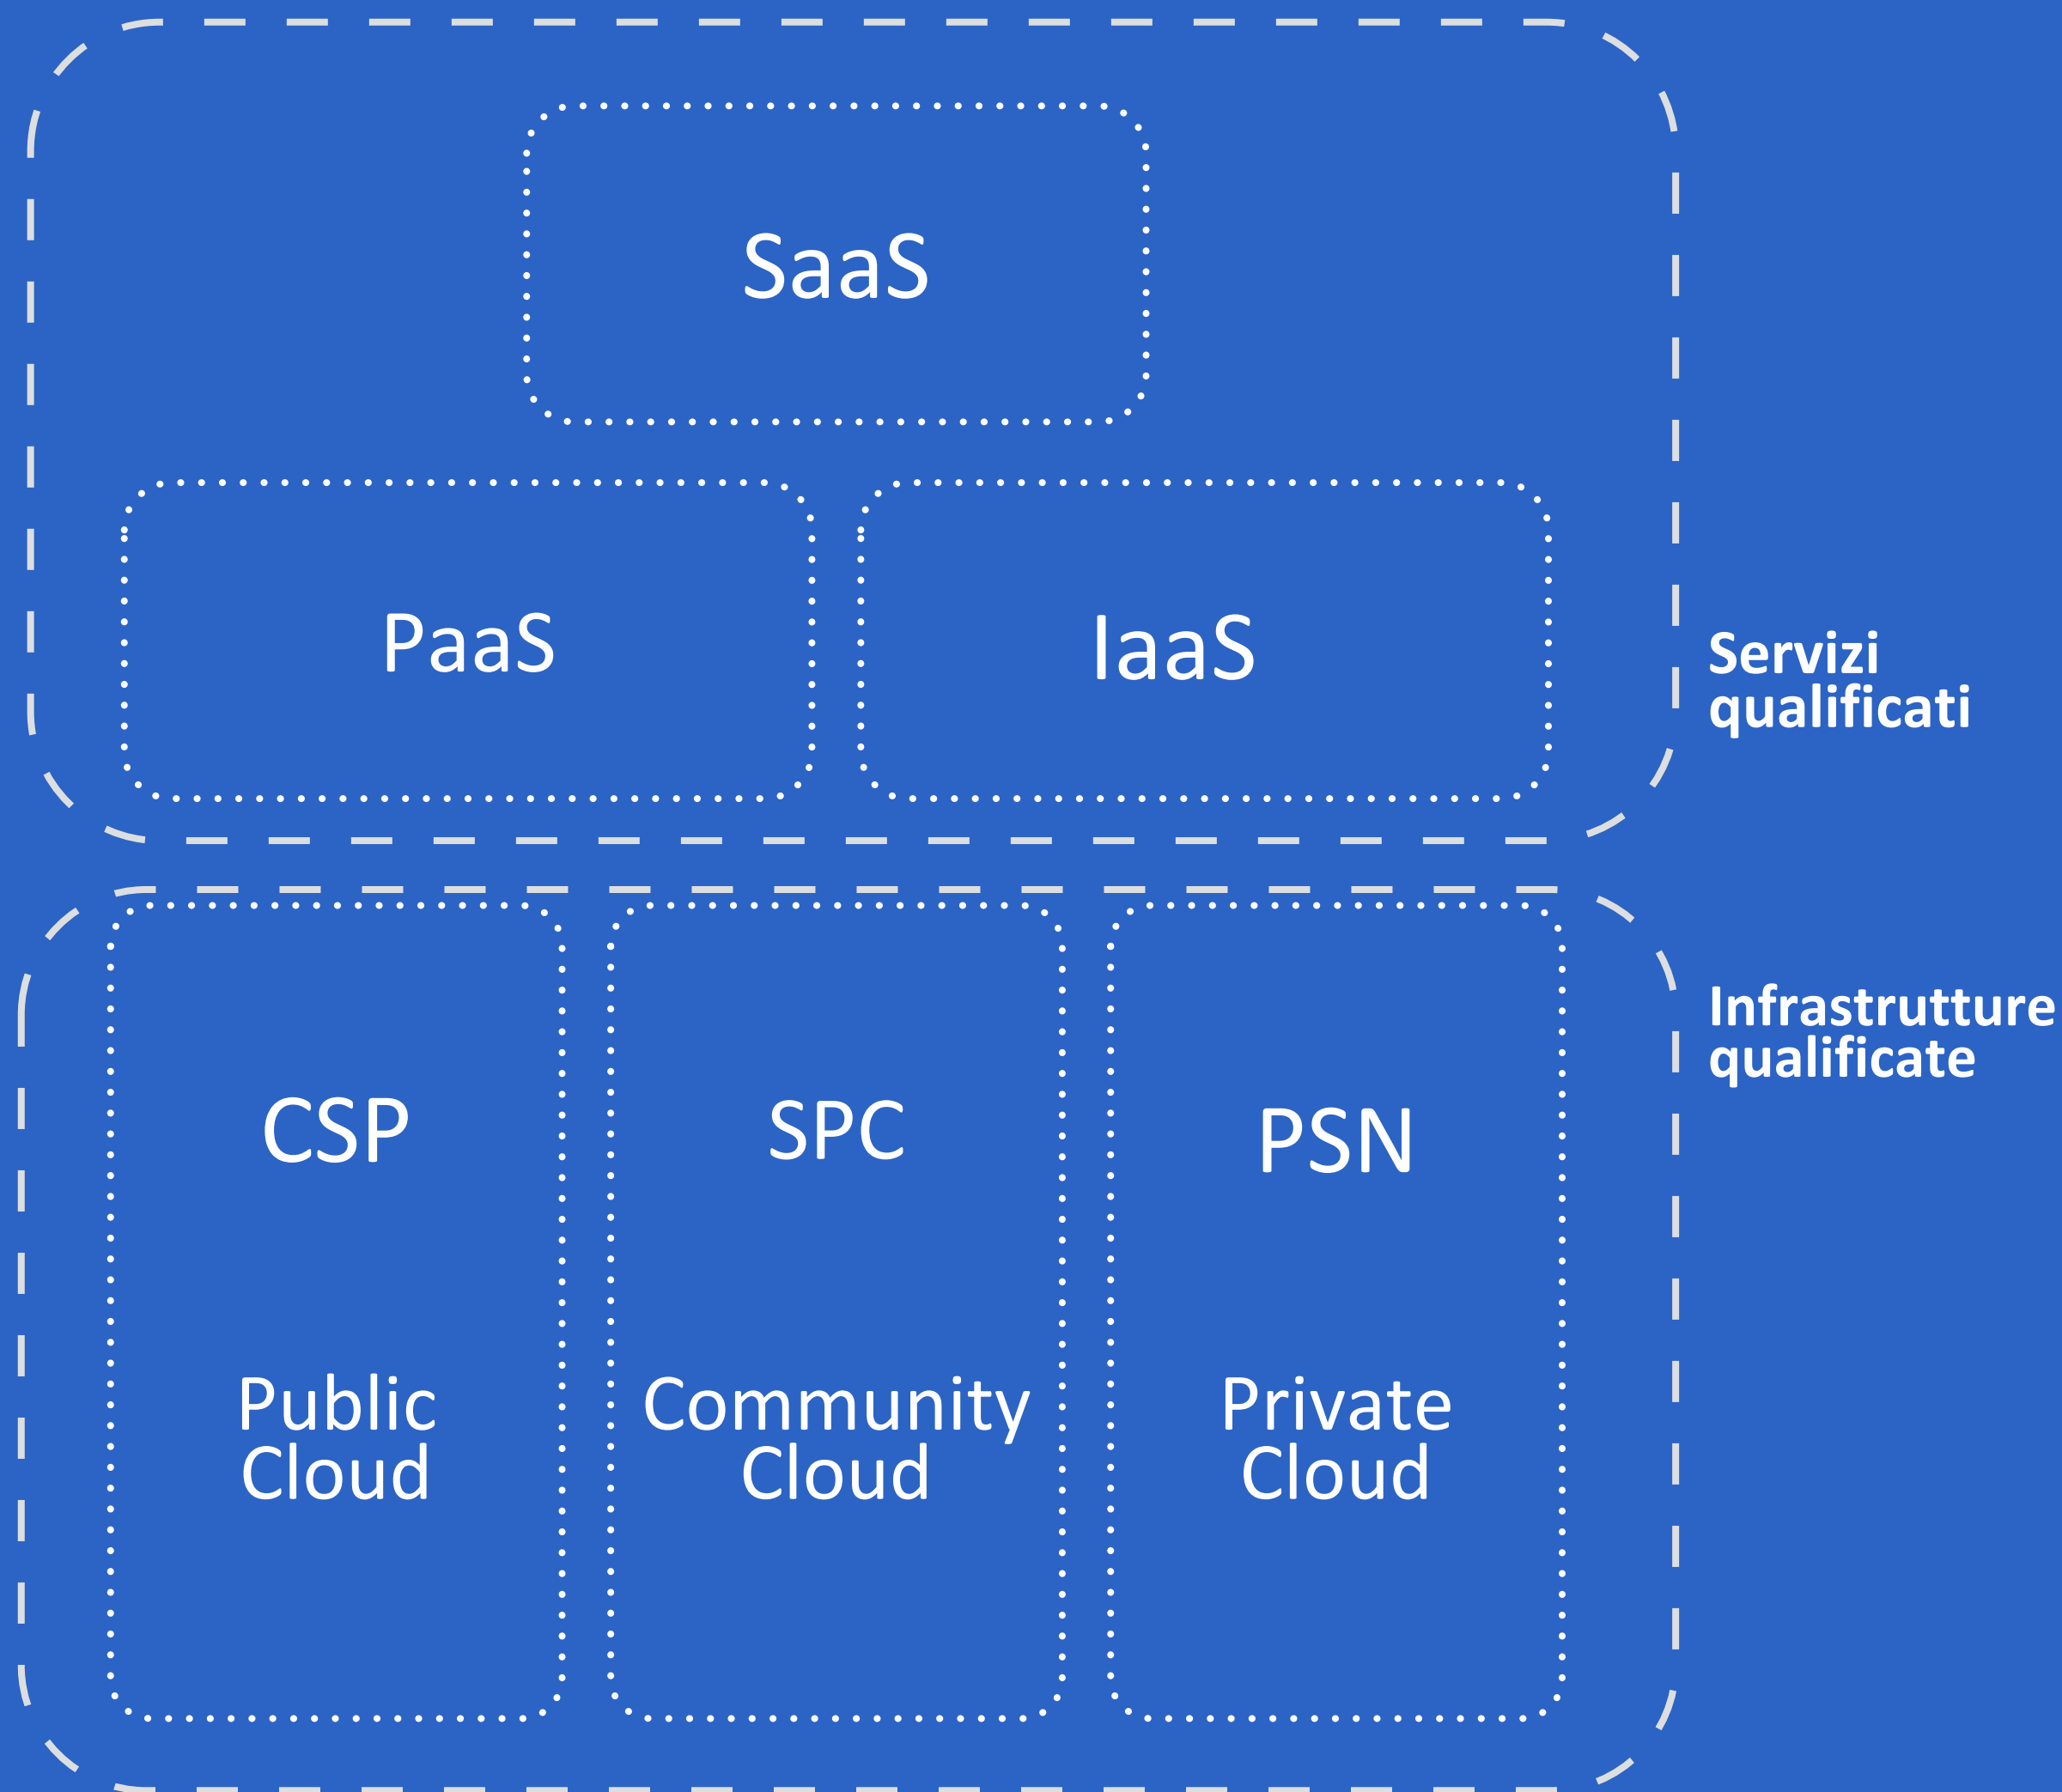 SaaS
PaaS
IaaS
Servizi
qualificati
Infrastrutture
qualificate
CSP
SPC
PSN
Public
Cloud
Community
Cloud
Private
Cloud